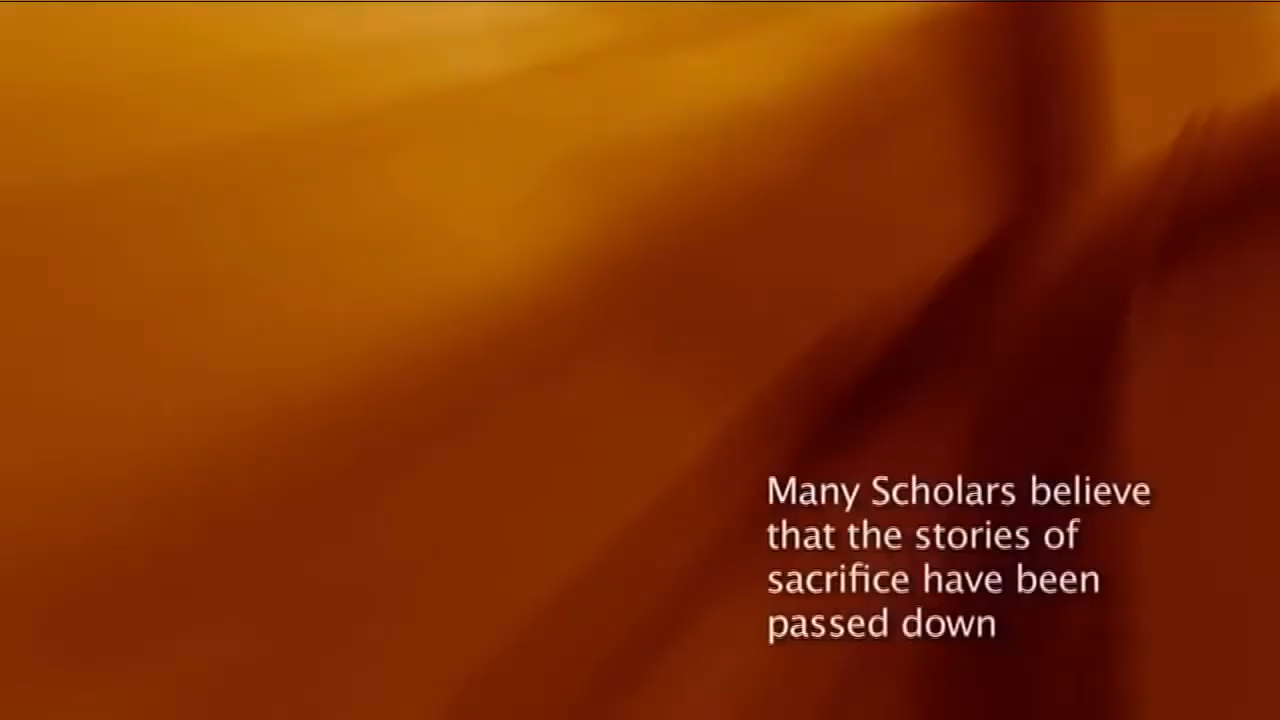 Many Scholars believe
that the stories of
sacrifice have been
passed down